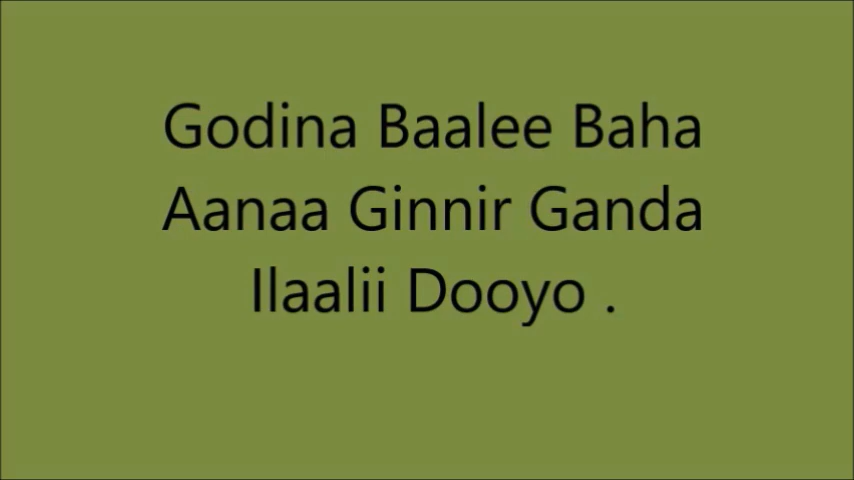 Godina Baalee Baha
Aanaa Ginnir Ganda
Ilaalii Dooyo .